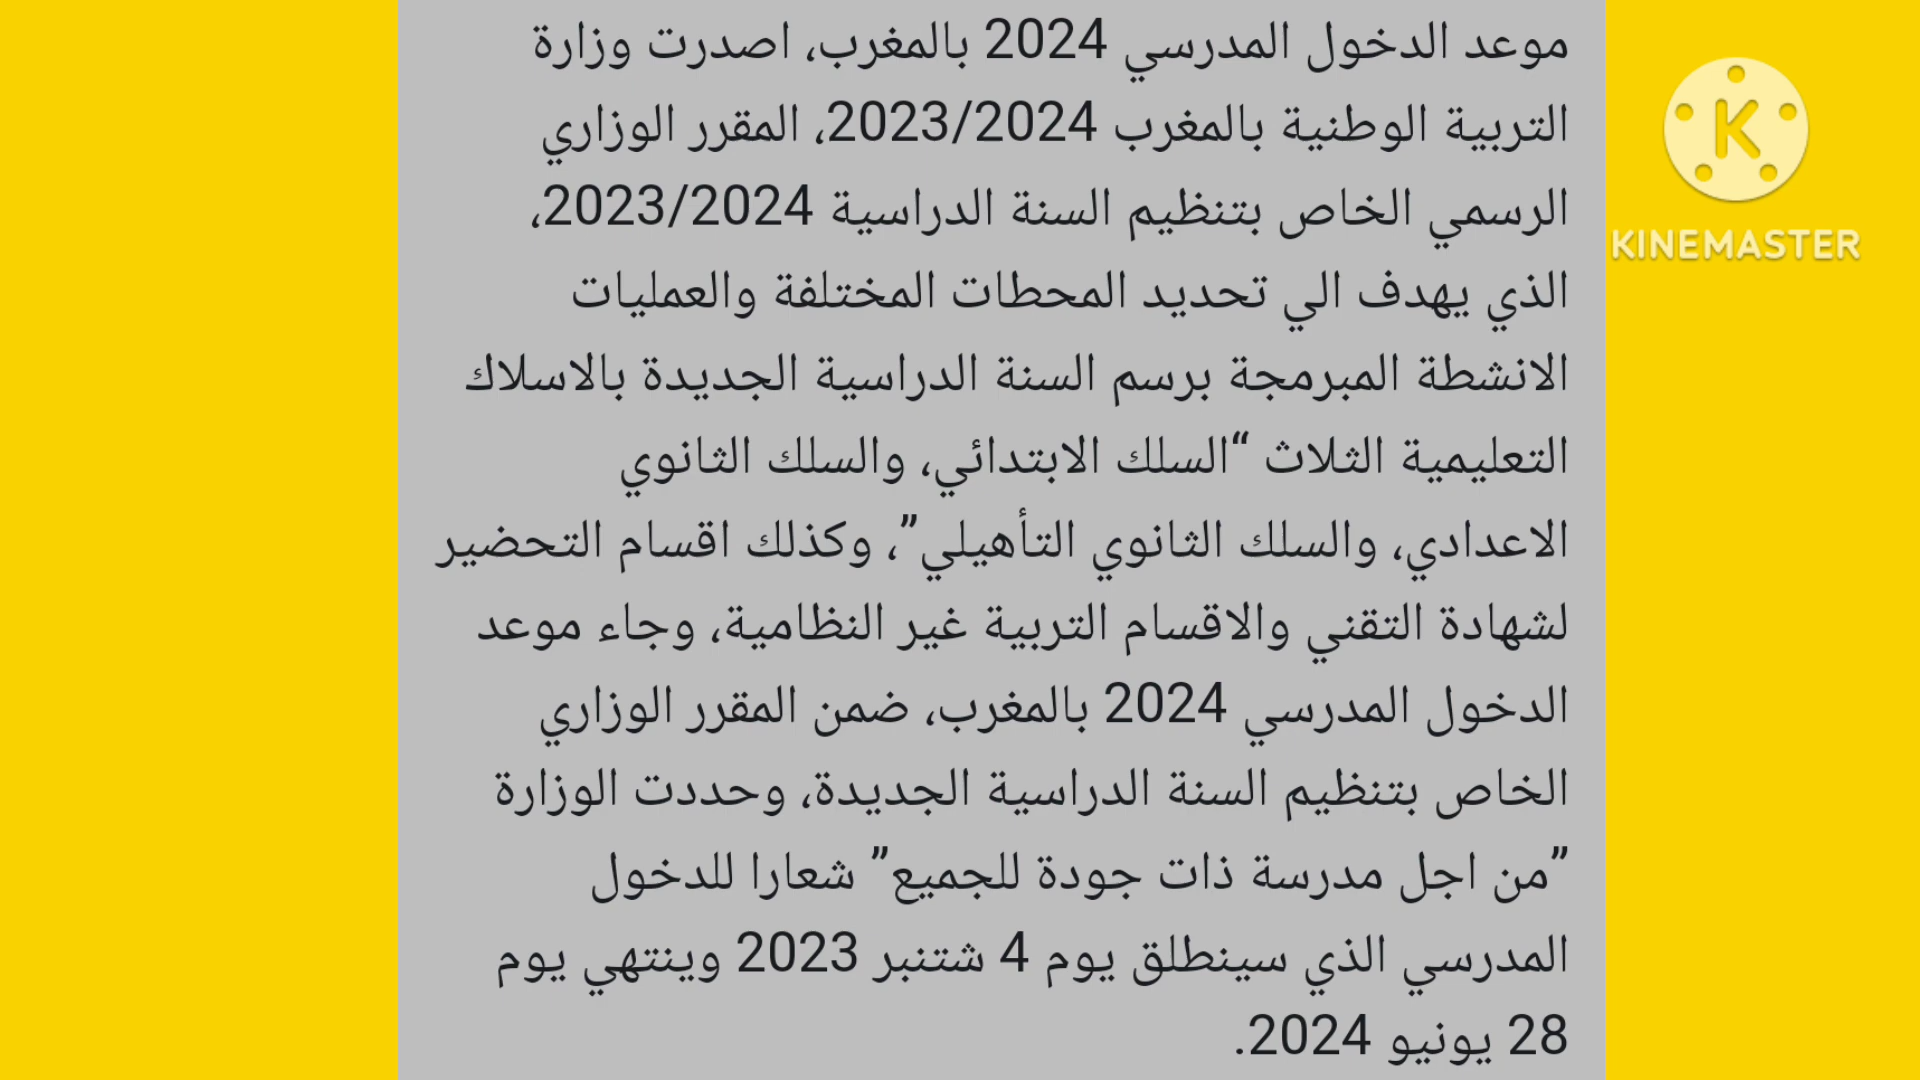 موعد الدخول المدرسي 2024 بالمغرب، اصدرت وزارة
التربية الوطنية بالمغرب 2023/2024، المقرر الوزاري
الرسمي الخاص بتنظيم السنة الدراسية 2023/2024،
الذي يهدف الي تحديد المحطات المختلفة والعمليات
الانشطة المبرمجة برسم السنة الدراسية الجديدة بالاسلاك
التعليمية الثلاث “السلك الابتدائي، والسلك الثانوي
الاعدادي، والسلك الثانوي التأهيلي”، وكذلك اقسام التحضير
لشهادة التقني والاقسام التربية غير النظامية، وجاء موعد
الدخول المدرسي 2024 بالمغرب، ضمن المقرر الوزاري
الخاص بتنظيم السنة الدراسية الجديدة، وحددت الوزارة
”من اجل مدرسة ذات جودة للجميع” شعارا للدخول
المدرسي الذي سينطلق يوم 4 شتنبر 2023 وينتهي يوم
28 يونيو 2024.
K
KINEMASTER